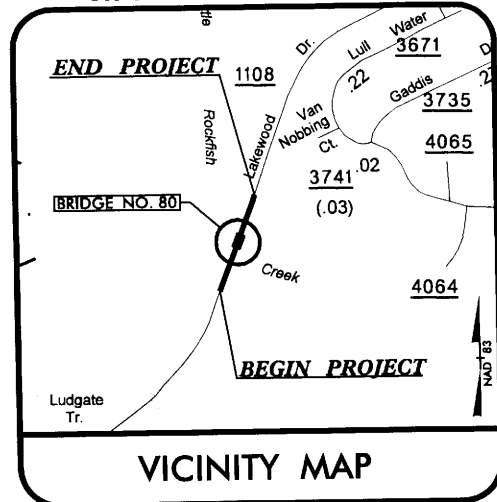 END PROJECT
1108
Rockfish
Lakewood
Dr.
Lull
Water
3671
.22
Gaddis
3735
Van
Nobbing
Ct.
4065
3741
.02
(.03)
BRIDGE NO. 80
Creek
4064
BEGIN PROJECT
Ludgate
Tr.
NAD 83
VICINITY MAP